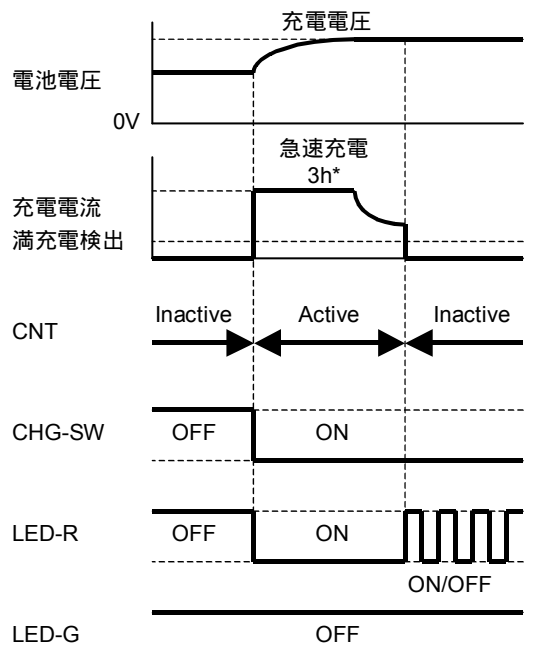 充電電圧
電池電圧
0V
急速充電
3h*
充電電流
満充電検出
Inactive Active Inactive
CNT
CHG-SW OFF ON
LED-R OFF ON
ON/OFF
LED-G OFF